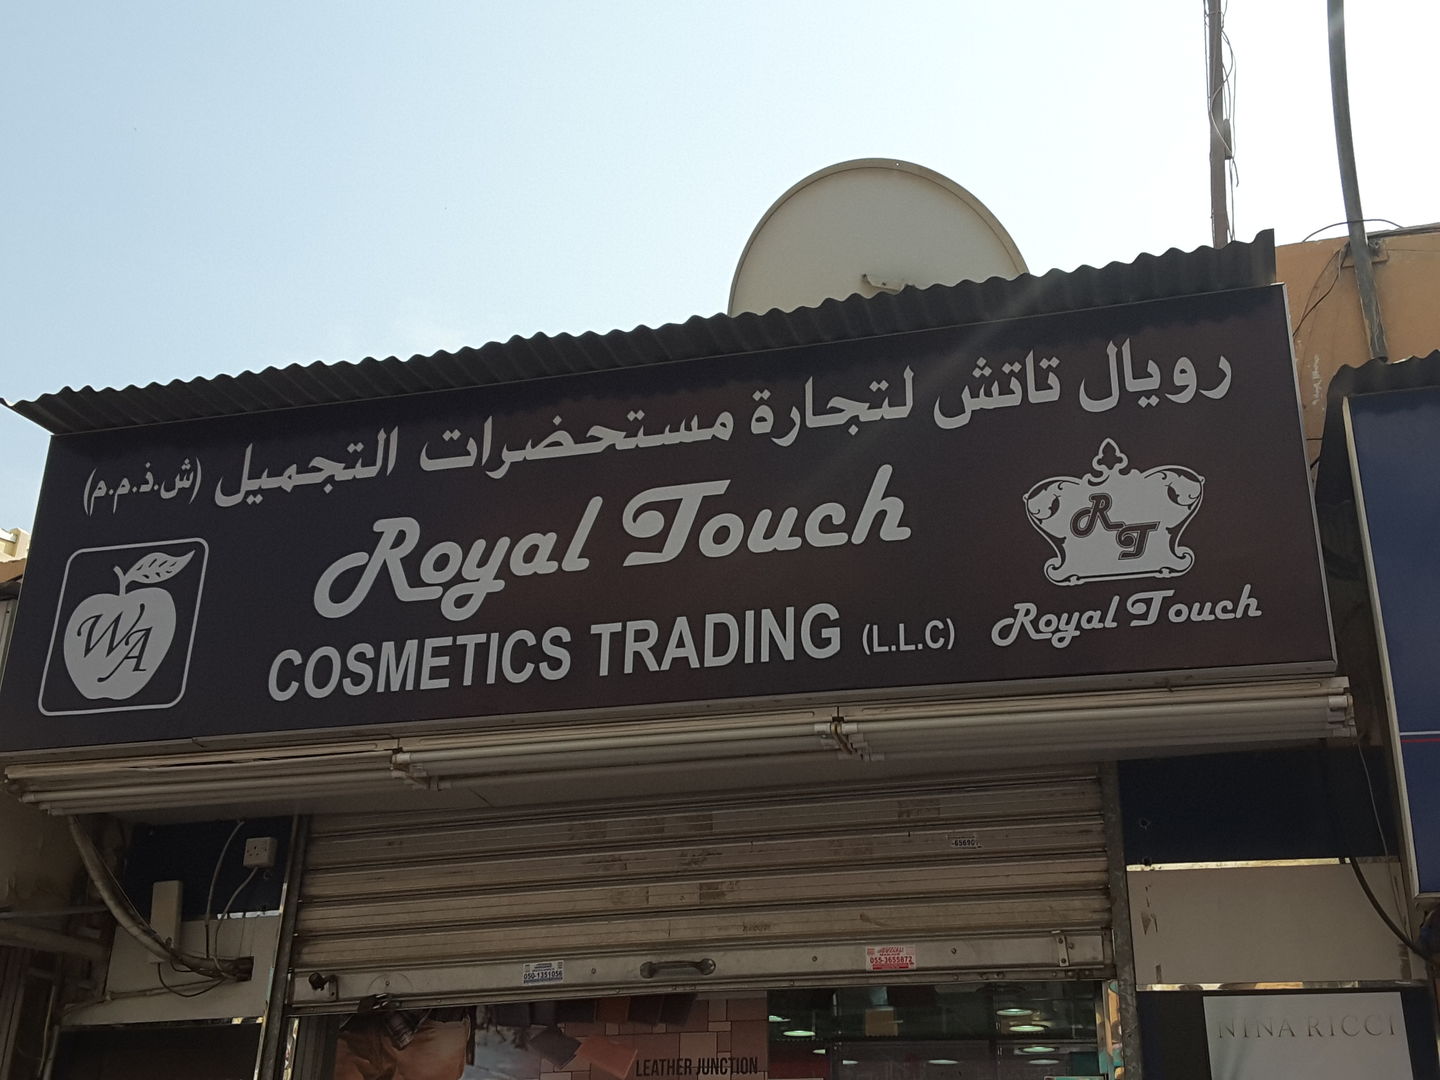 رويال تاتش لتجارة مستحضرات التجميل (ش.ذ.م.م)
Royal Touch
COSMETICS TRADING (L.L.C)
WA
RT
Royal Touch
-656901
050-1351056
055-3655872
LEATHER JUNCTION
NINA RICCI